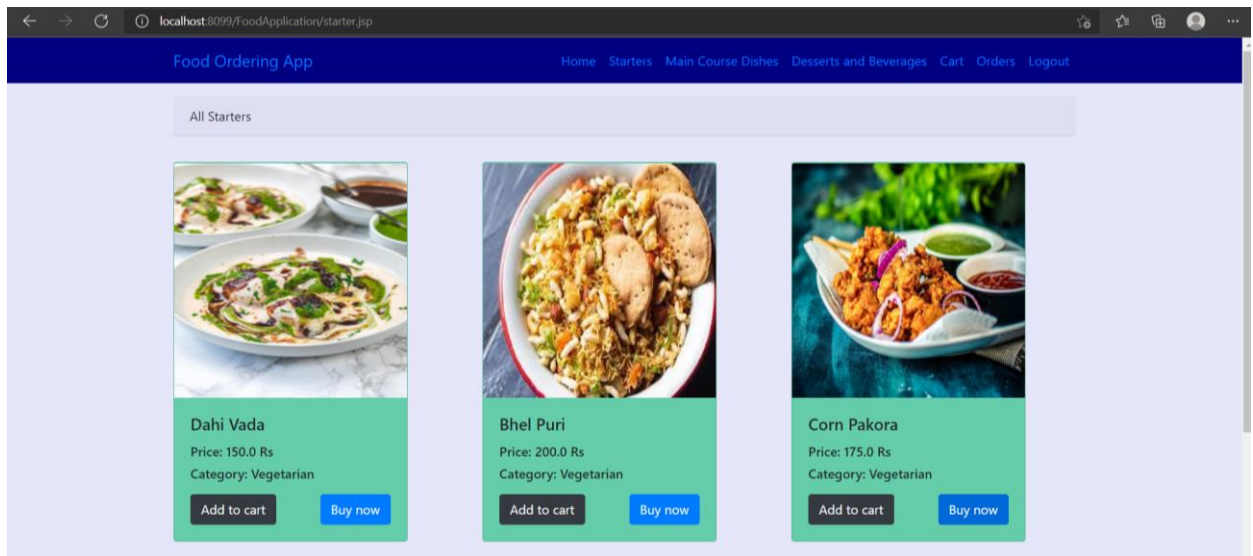 localhost:8099/FoodApplication/starter.jsp
Food Ordering App Home Starters Main Course Dishes Desserts and Beverages Cart Orders Logout
All Starters
Dahi Vada
Price: 150.0 Rs
Category: Vegetarian
Add to cart Buy now
Bhel Puri
Price: 200.0 Rs
Category: Vegetarian
Add to cart Buy now
Corn Pakora
Price: 175.0 Rs
Category: Vegetarian
Add to cart Buy now